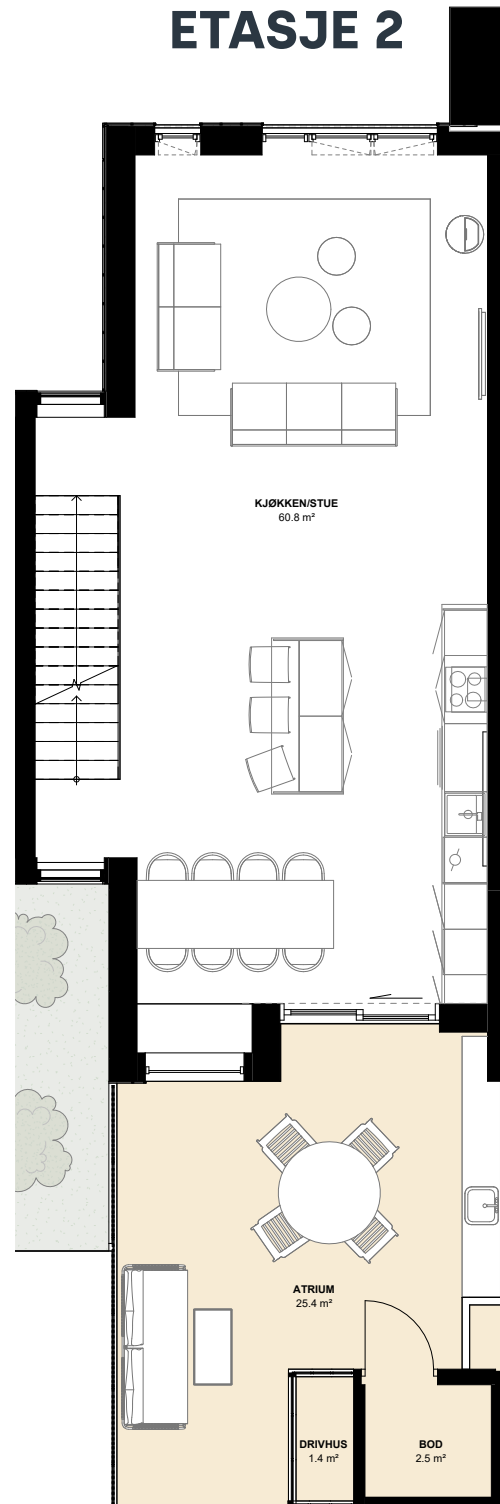 ETASJE 2
KJØKKEN/STUE
60.8 m²
ATRIUM
25.4 m²
DRIVHUS
1.4 m²
BOD
2.5 m²